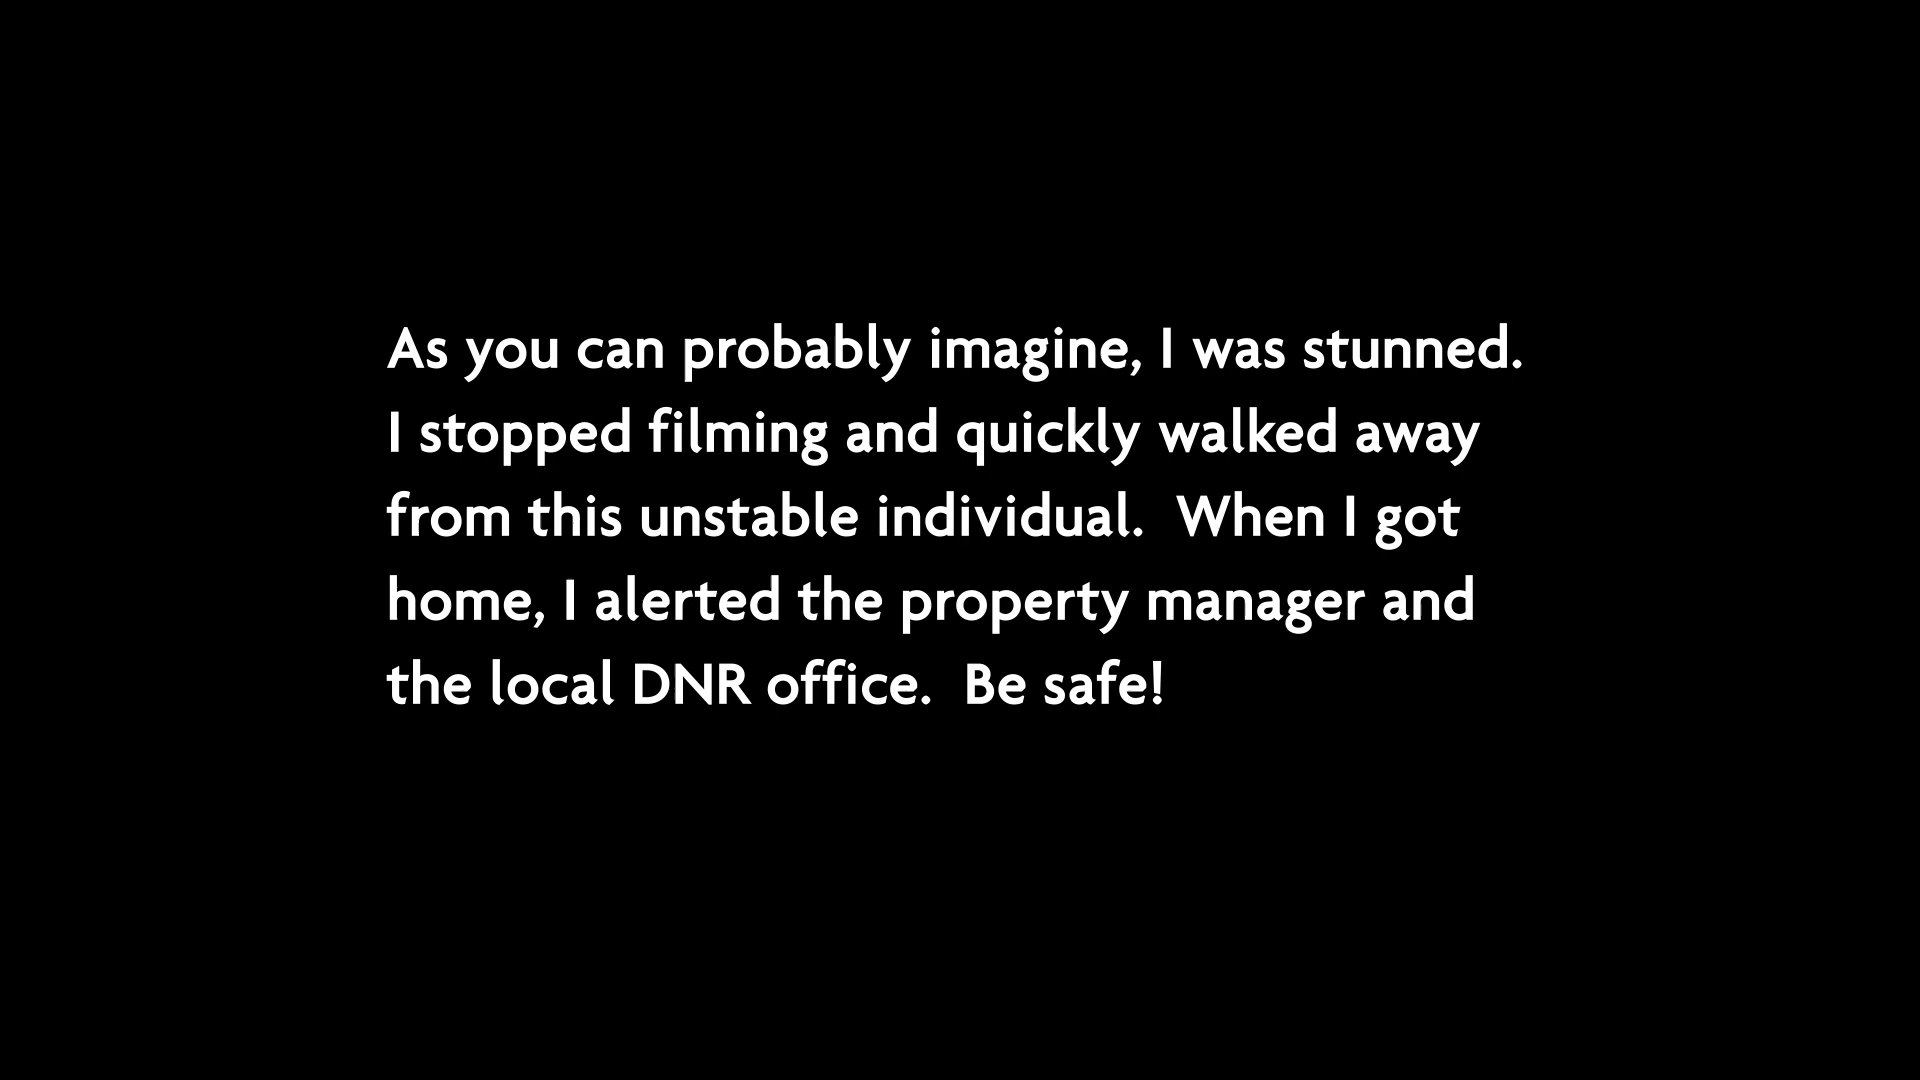 As you can probably imagine, I was stunned.
I stopped filming and quickly walked away
from this unstable individual.  When I got
home, I alerted the property manager and
the local DNR office.  Be safe!